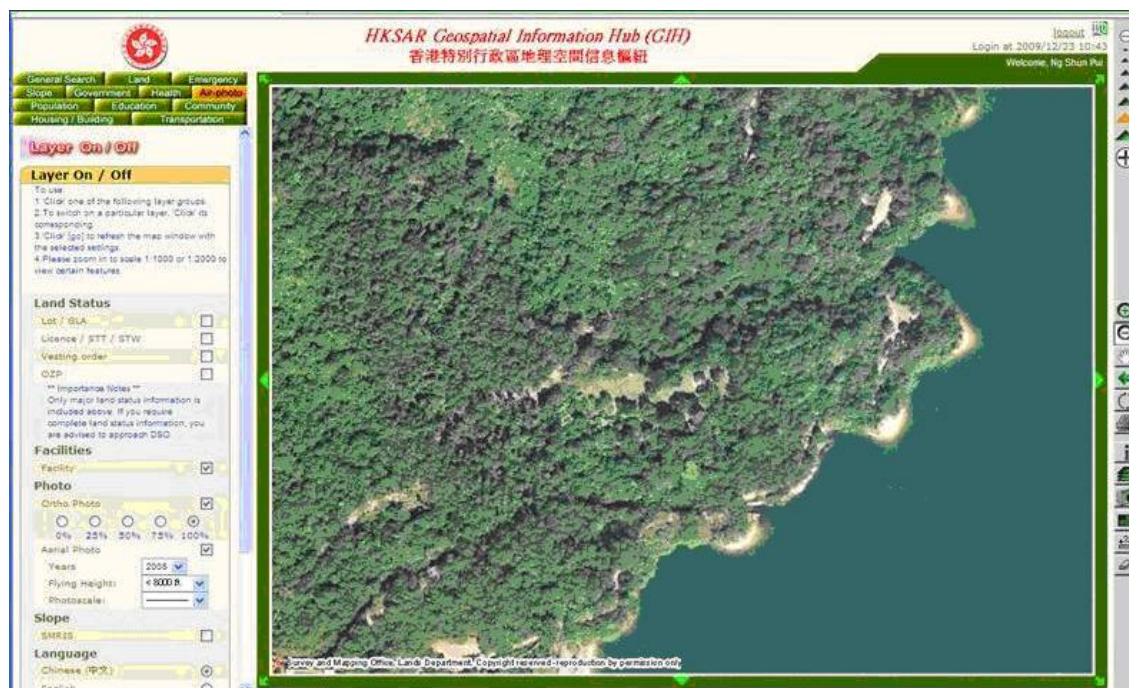 HKSAR Geospatial Information Hub (GIH)
香港特別行政區地理空間信息樞紐
logout
Login at 2009/12/23 10:43
Welcome, Ng Shun Pui
General Search Land Emergency
Slope Government Health Air-photo
Population Education Community
Housing / Building Transportation
Layer On / Off
Layer On / Off
To use
1.'Click' one of the following layer groups.
2.To switch on a particular layer, 'Click' its
corresponding.
3.'Click' [go] to refresh the map window with
the selected settings.
4.Please zoom in to scale 1:1000 or 1:2000 to
view certain features.
Land Status
Lot / GLA
Licence / STT / STW
Vesting order
OZP
** Importance Notes **
Only major land status information is
included above. If you require
complete land status information, you
are advised to approach DSO.
Facilities
Facility
Photo
Ortho Photo
0% 25% 50% 75% 100%
Aerial Photo
Years
Flying Height: < 8000 ft.
Photoscale:
Slope
SMRIS
Language
Chinese (中文)
English
Survey and Mapping Office, Lands Department, Copyright reserved-reproduction by permission only